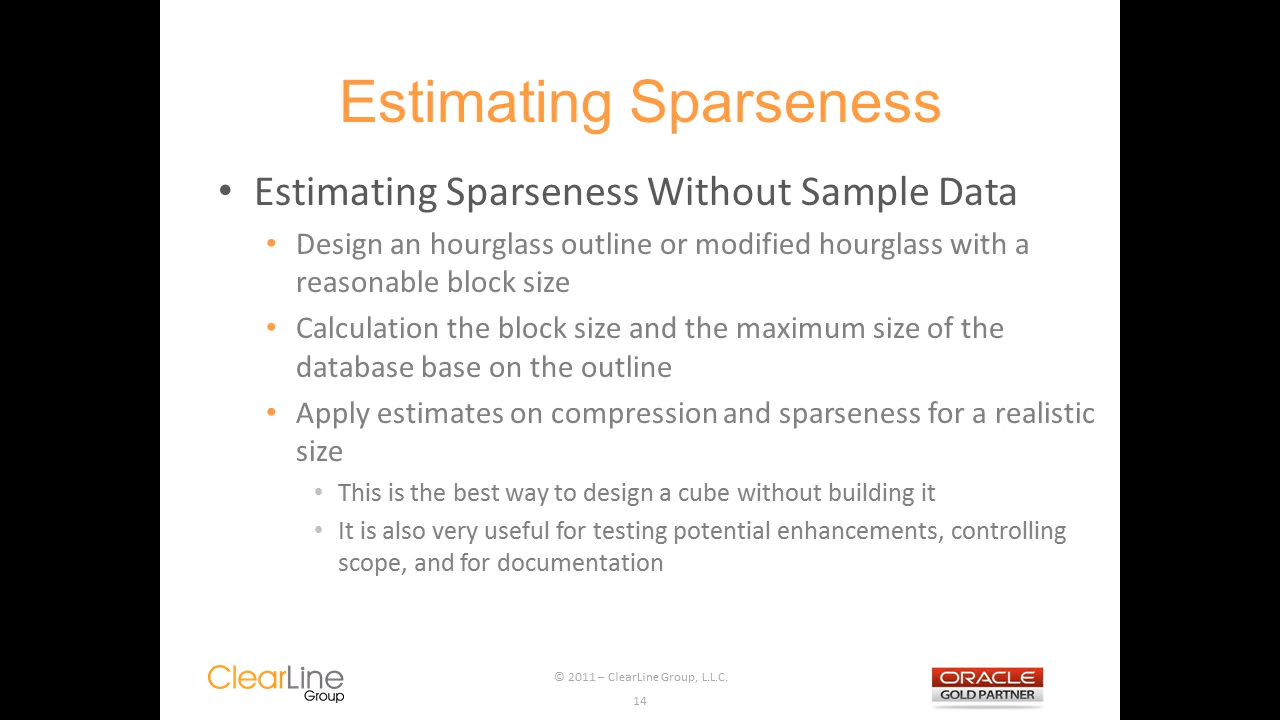 Estimating Sparseness
• Estimating Sparseness Without Sample Data
• Design an hourglass outline or modified hourglass with a
reasonable block size
• Calculation the block size and the maximum size of the
database base on the outline
• Apply estimates on compression and sparseness for a realistic
size
• This is the best way to design a cube without building it
• It is also very useful for testing potential enhancements, controlling
scope, and for documentation
ClearLine
Group
© 2011 – ClearLine Group, L.L.C.
14
ORACLE
GOLD PARTNER